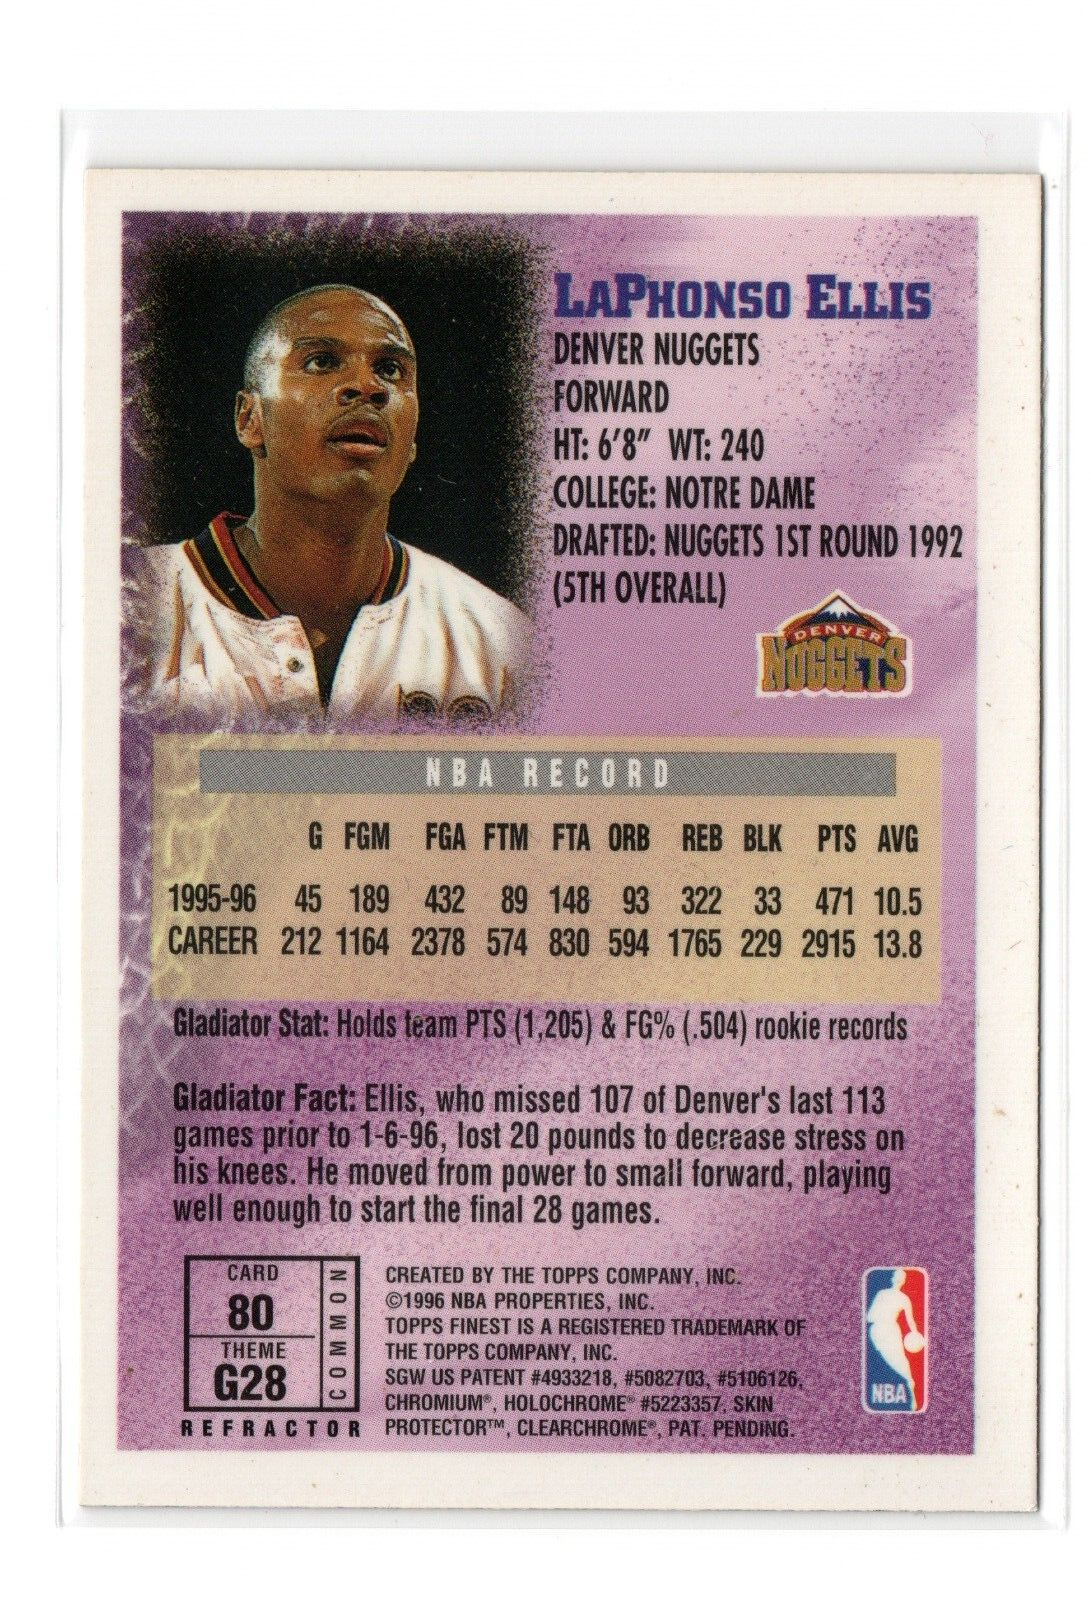 LaPhonso Ellis
DENVER NUGGETS
FORWARD
HT: 6'8" WT: 240
COLLEGE: NOTRE DAME
DRAFTED: NUGGETS 1ST ROUND 1992
(5TH OVERALL)
DENVER
NUGGETS
NBA RECORD
G FGM FGA FTM FTA ORB REB BLK PTS AVG
1995-96 45 189 432 89 148 93 322 33 471 10.5
CAREER 212 1164 2378 574 830 594 1765 229 2915 13.8
Gladiator Stat: Holds team PTS (1,205) & FG% (.504) rookie records
Gladiator Fact: Ellis, who missed 107 of Denver's last 113
games prior to 1-6-96, lost 20 pounds to decrease stress on
his knees. He moved from power to small forward, playing
well enough to start the final 28 games.
CARD
80
THEME
G28
COMMON
REFRACTOR
CREATED BY THE TOPPS COMPANY, INC.
©1996 NBA PROPERTIES, INC.
TOPPS FINEST IS A REGISTERED TRADEMARK OF
THE TOPPS COMPANY, INC.
SGW US PATENT #4933218, #5082703, #5106126,
CHROMIUM®, HOLOCHROME® #5223357, SKIN
PROTECTOR™, CLEARCHROME®, PAT. PENDING.
NBA